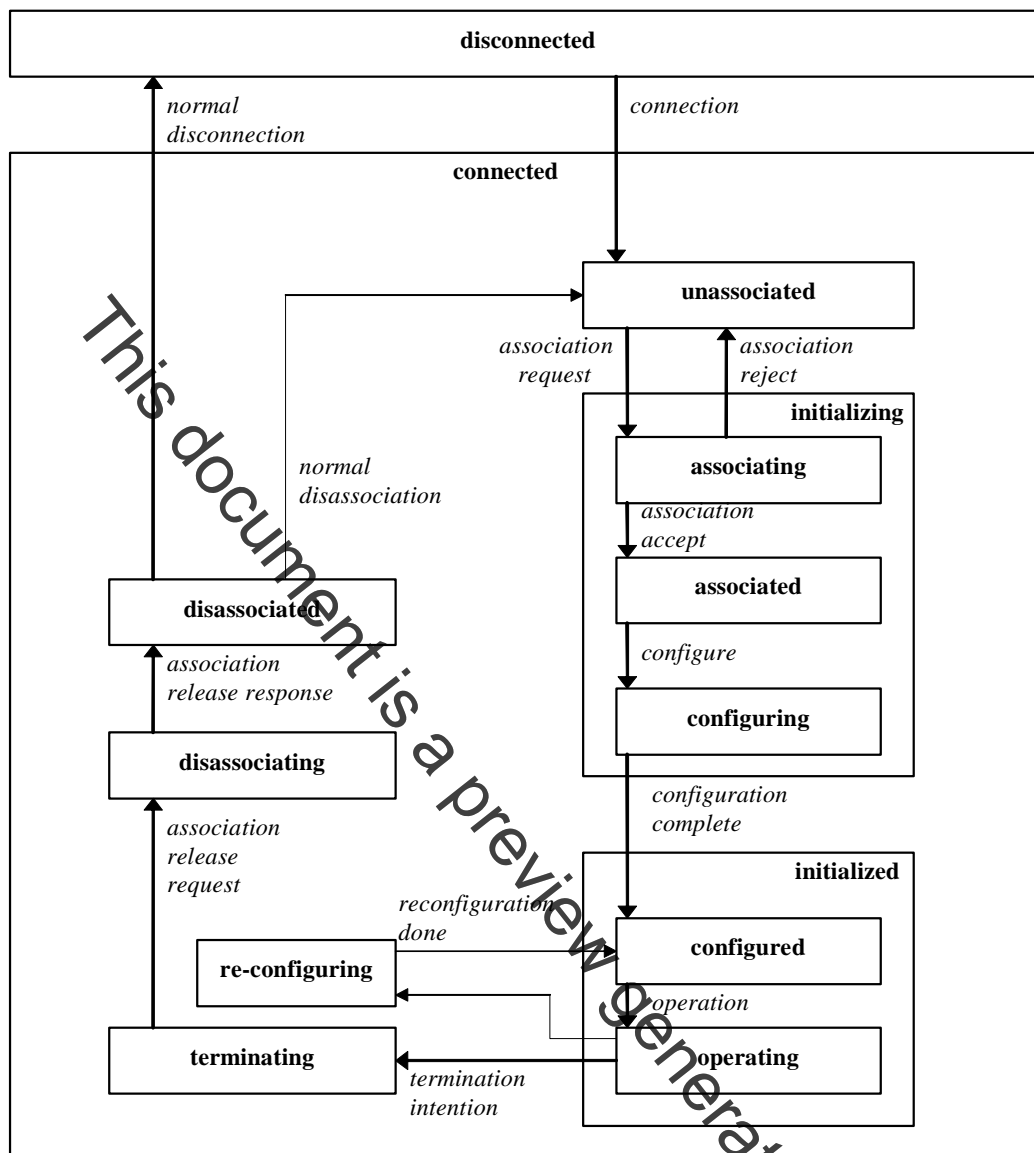 disconnected
normal
disconnection
connection
connected
unassociated
association
request
association
reject
initializing
associating
normal
disassociation
association
accept
disassociated
associated
association
release response
configure
disassociating
configuring
association
release
request
configuration
complete
initialized
reconfiguration
done
configured
re-configuring
operation
terminating
operating
termination
intention
This document is a preview generat